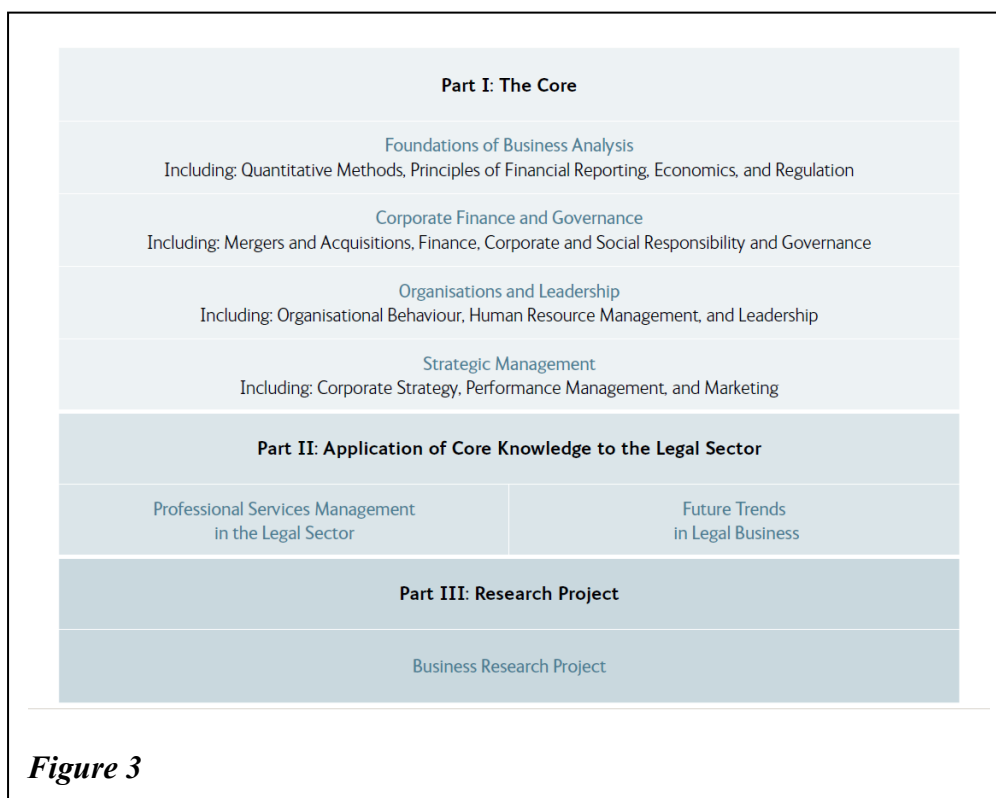 Part I: The Core
Foundations of Business Analysis
Including: Quantitative Methods, Principles of Financial Reporting, Economics, and Regulation
Corporate Finance and Governance
Including: Mergers and Acquisitions, Finance, Corporate and Social Responsibility and Governance
Organisations and Leadership
Including: Organisational Behaviour, Human Resource Management, and Leadership
Strategic Management
Including: Corporate Strategy, Performance Management, and Marketing
Part II: Application of Core Knowledge to the Legal Sector
Professional Services Management
in the Legal Sector
Future Trends
in Legal Business
Part III: Research Project
Business Research Project
Figure 3